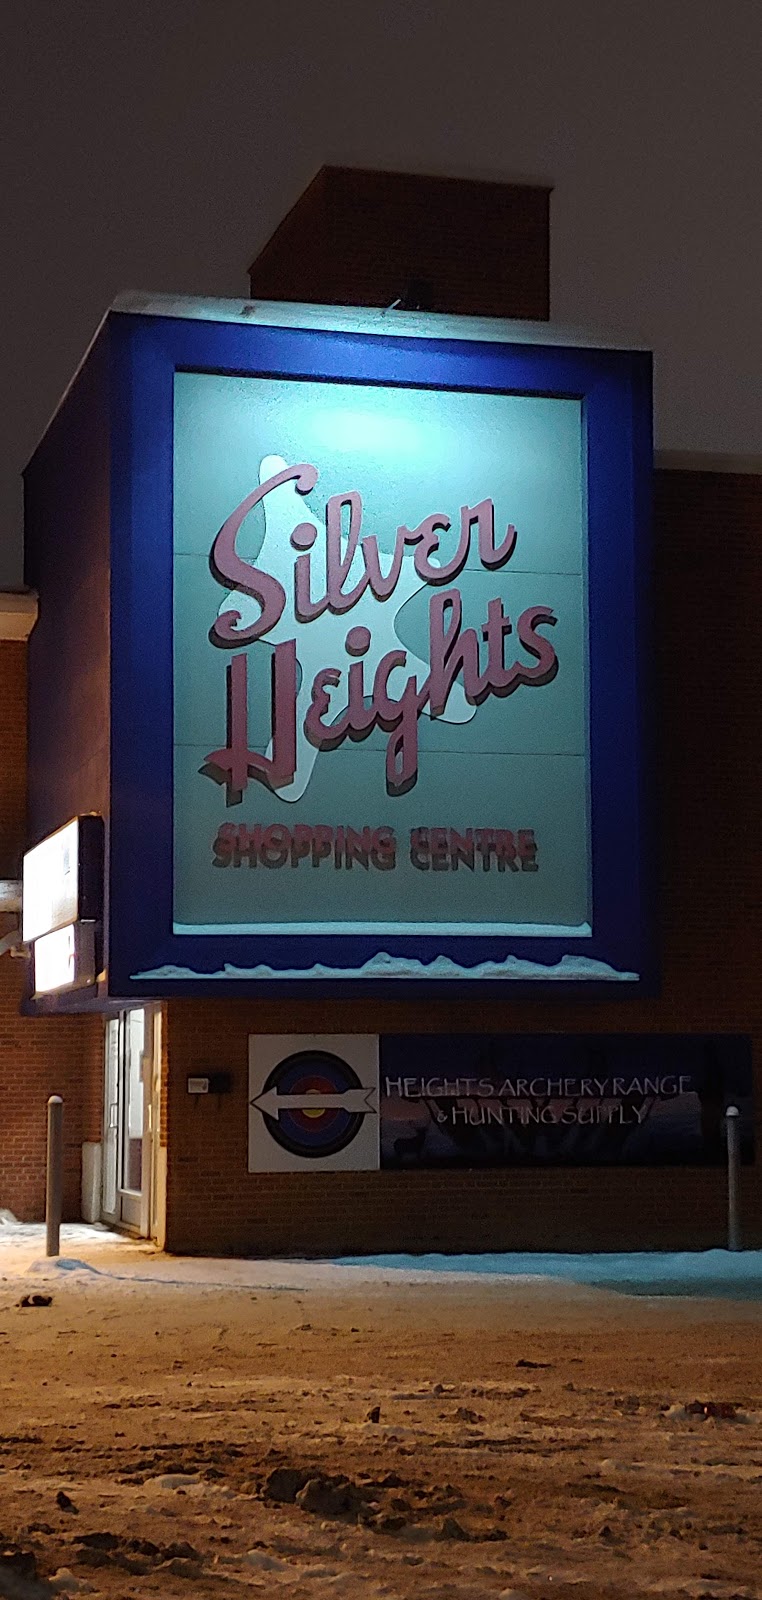 Silver
Heights
SHOPPING CENTRE
HEIGHTS ARCHERY RANGE
& HUNTING SUPPLY